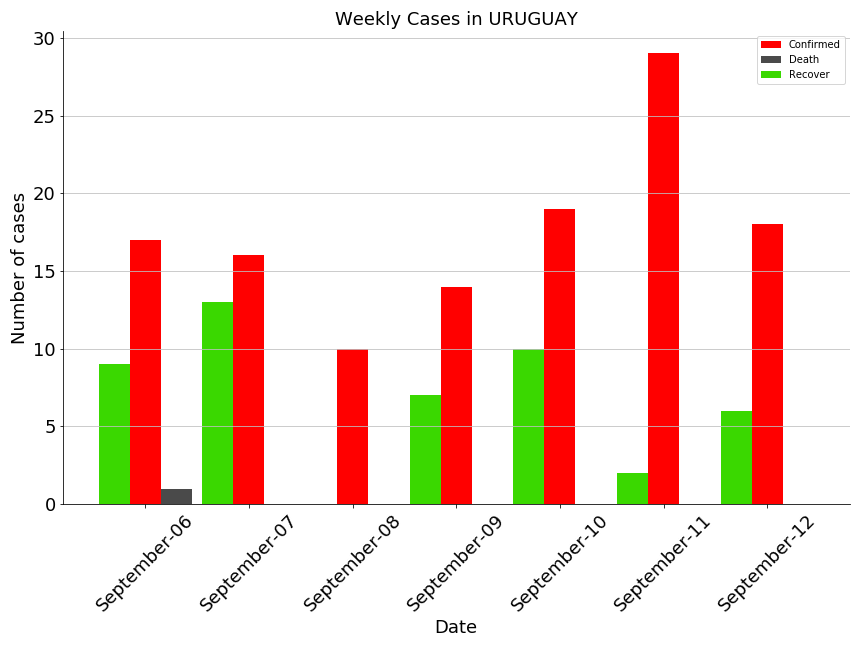 Weekly Cases in URUGUAY
Confirmed
Death
Recover
Number of cases
30
25
20
15
10
5
0
September-06
September-07
September-08
September-09
September-10
September-11
September-12
Date